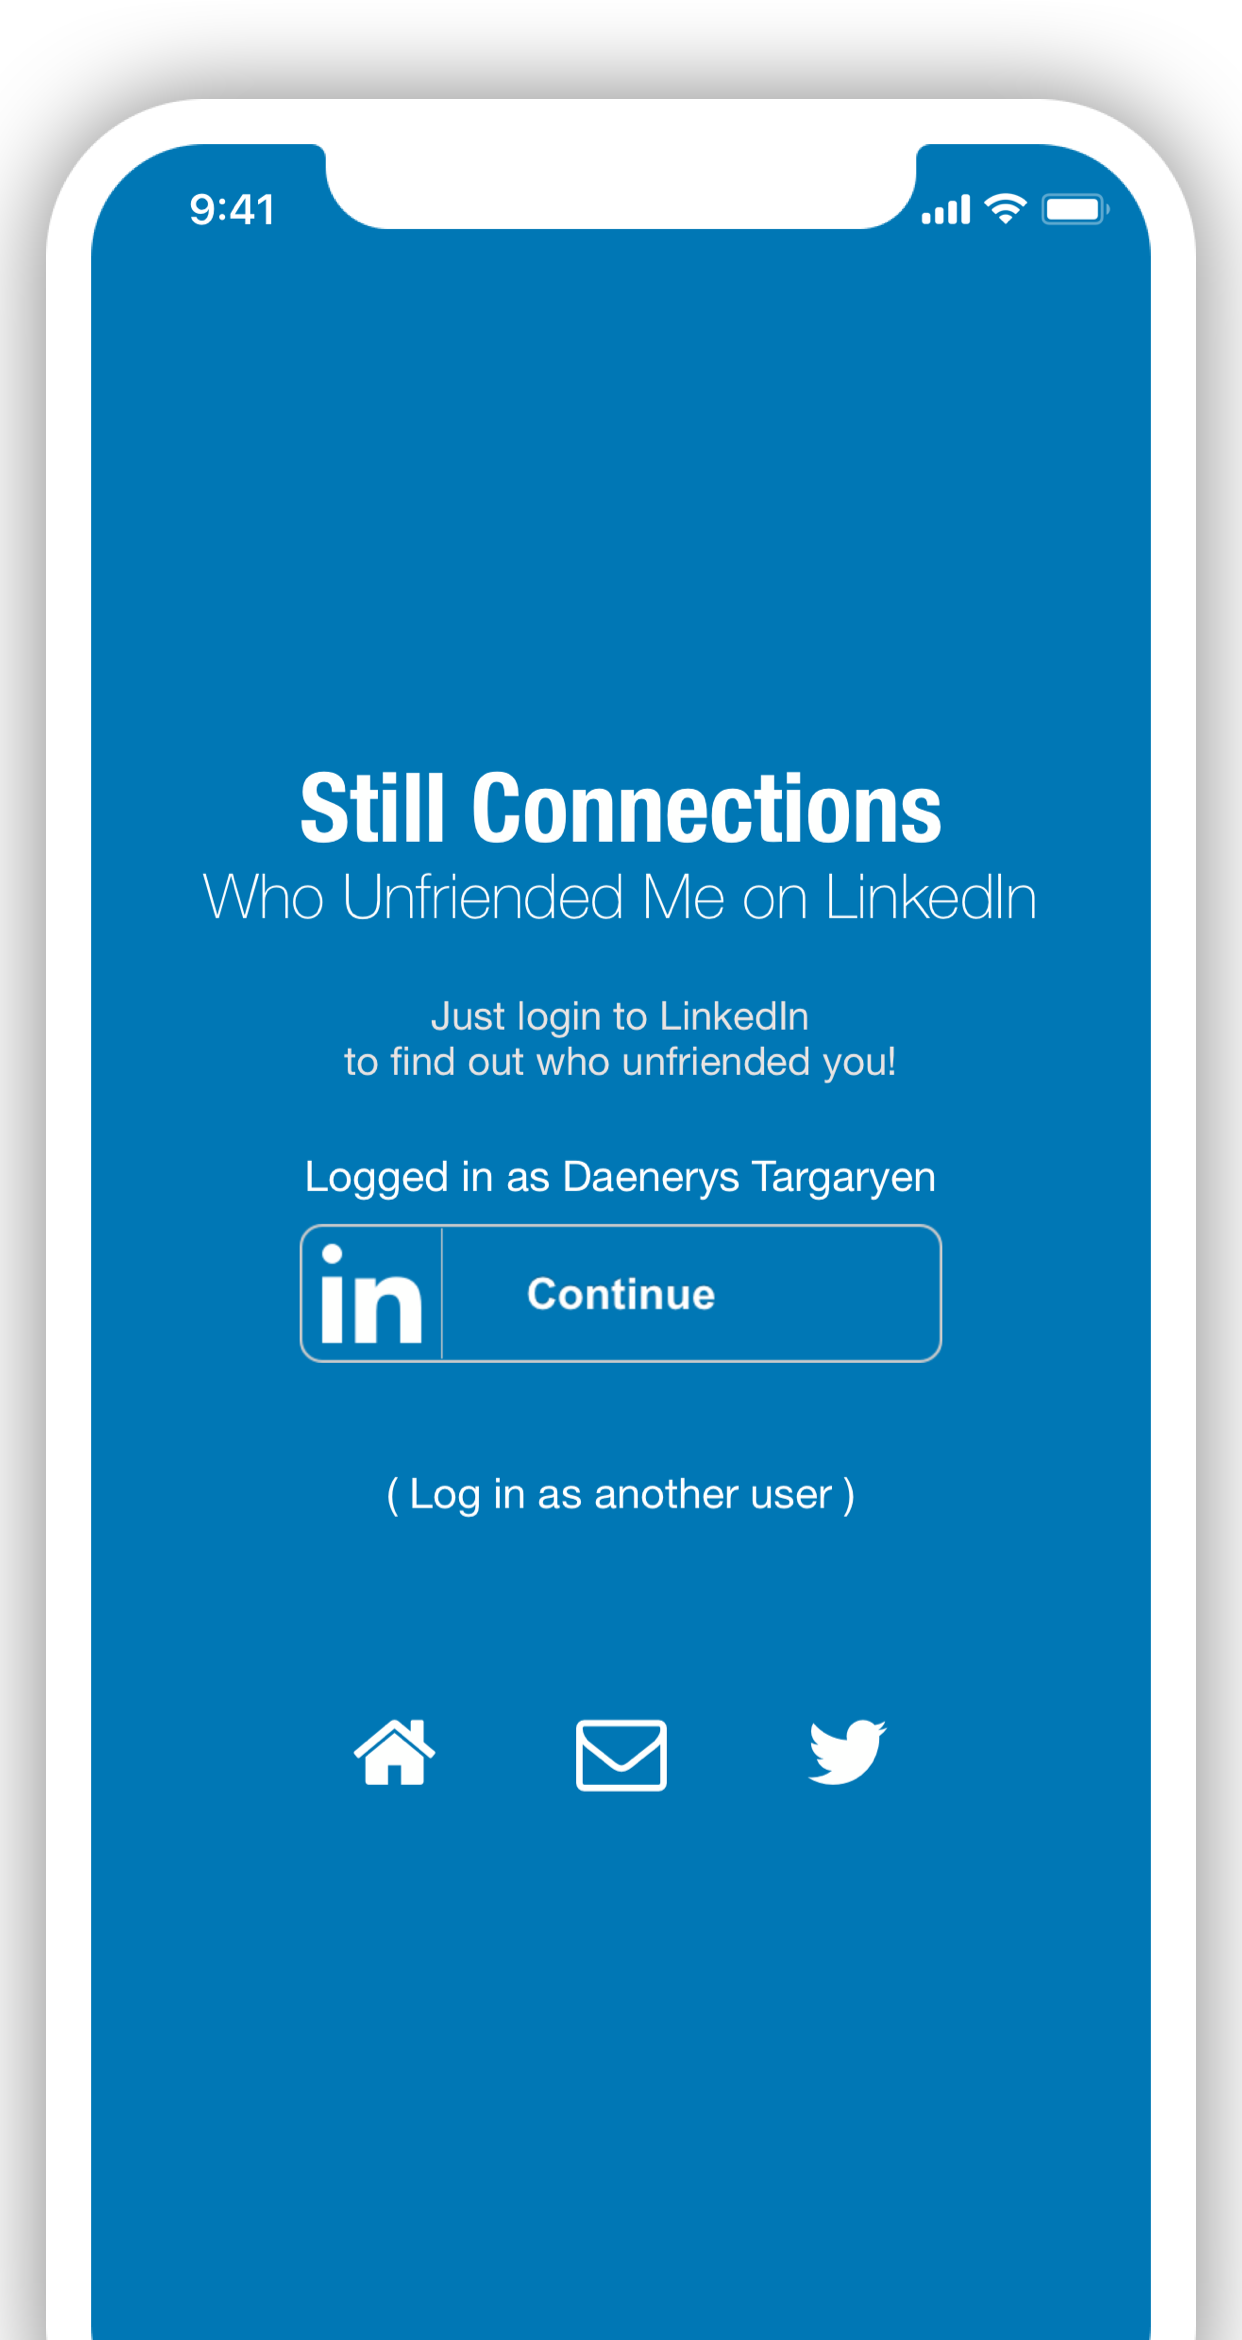 9:41
Still Connections
Who Unfriended Me on LinkedIn
Just login to LinkedIn
to find out who unfriended you!
Logged in as Daenerys Targaryen
in Continue
( Log in as another user )